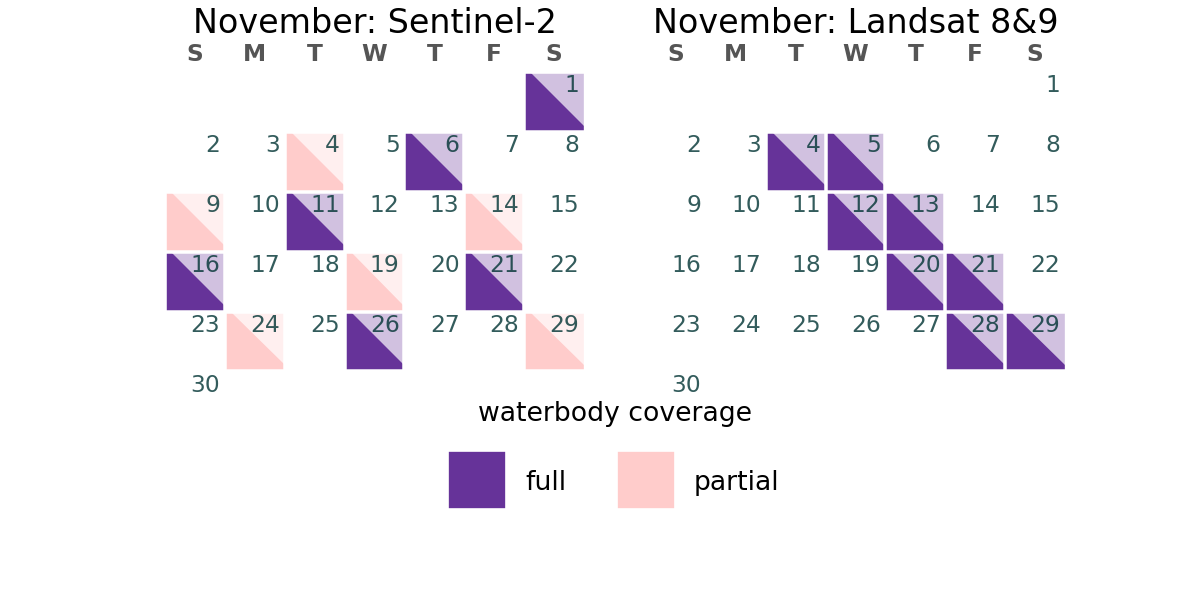 November: Sentinel-2
S M T W T F S
1
2 3 4 5 6 7 8
9 10 11 12 13 14 15
16 17 18 19 20 21 22
23 24 25 26 27 28 29
30
November: Landsat 8&9
S M T W T F S
1
2 3 4 5 6 7 8
9 10 11 12 13 14 15
16 17 18 19 20 21 22
23 24 25 26 27 28 29
30
waterbody coverage
full
partial